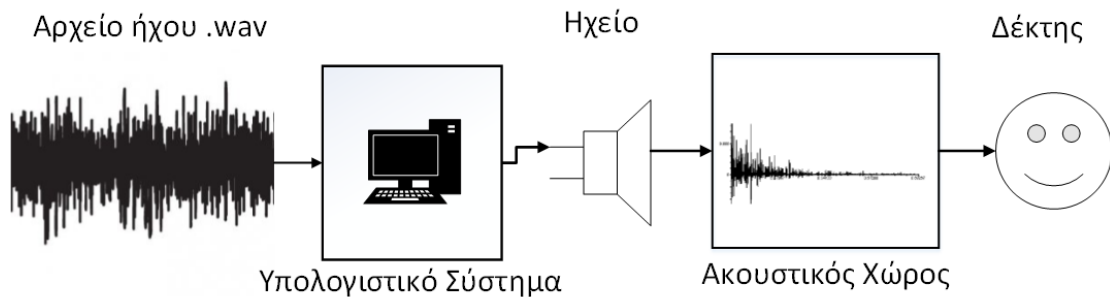 Αρχείο ήχου .wav
Ηχείο
Δέκτης
Υπολογιστικό Σύστημα
Ακουστικός Χώρος